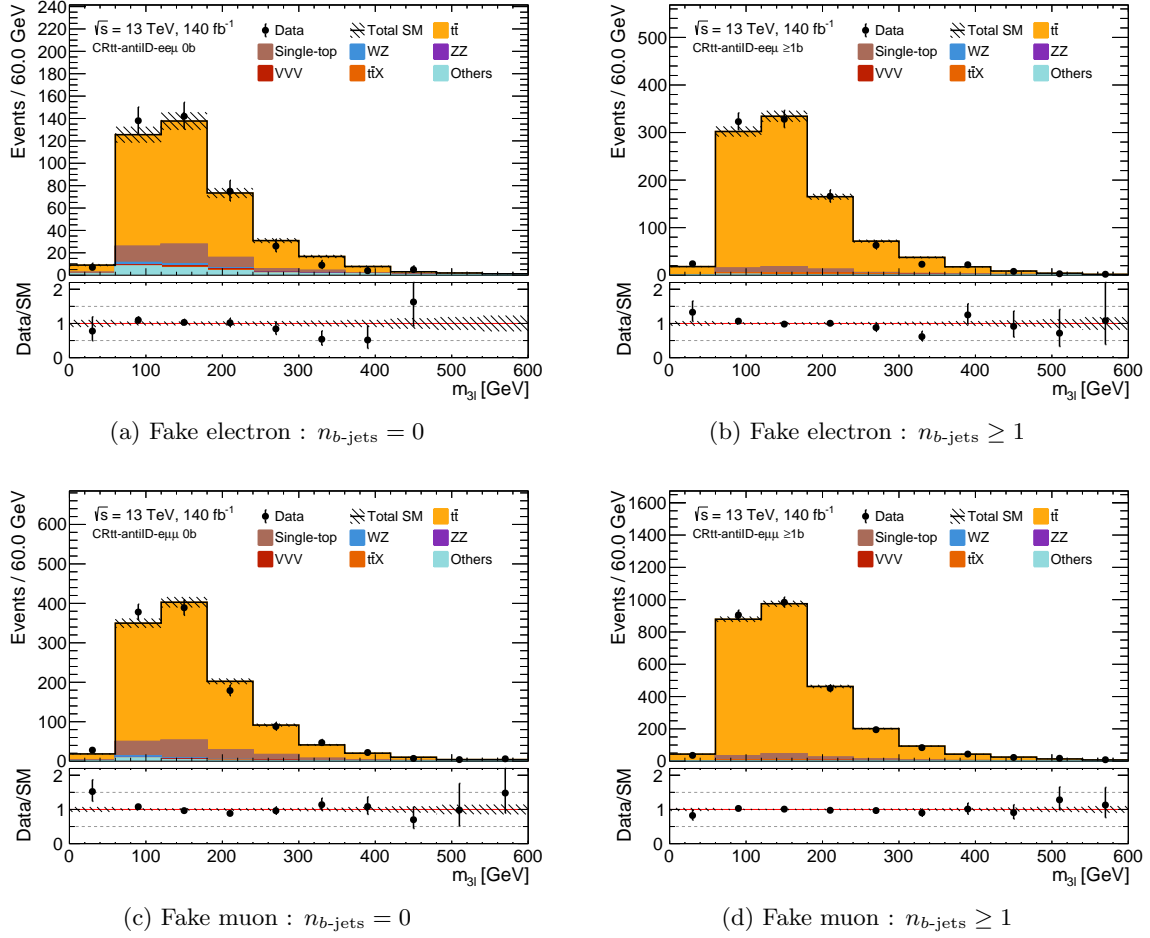 Events / 60.0 GeV
240
220
200
180
160
140
120
100
80
60
40
20
0
√s = 13 TeV, 140 fb-1
CRtt-antiID-eeμ 0b
Data
Total SM
tt̄
Single-top
WZ
ZZ
VVV
tt̄X
Others
Data/SM
2
1
0
0 100 200 300 400 500 600
m3l [GeV]
(a) Fake electron : nb-jets = 0
Events / 60.0 GeV
500
400
300
200
100
0
√s = 13 TeV, 140 fb-1
CRtt-antiID-eeμ ≥1b
Data
Total SM
tt̄
Single-top
WZ
ZZ
VVV
tt̄X
Others
Data/SM
2
1
0
0 100 200 300 400 500 600
m3l [GeV]
(b) Fake electron : nb-jets ≥ 1
Events / 60.0 GeV
600
500
400
300
200
100
0
√s = 13 TeV, 140 fb-1
CRtt-antiID-eμμ 0b
Data
Total SM
tt̄
Single-top
WZ
ZZ
VVV
tt̄X
Others
Data/SM
2
1
0
0 100 200 300 400 500 600
m3l [GeV]
(c) Fake muon : nb-jets = 0
Events / 60.0 GeV
1600
1400
1200
1000
800
600
400
200
0
√s = 13 TeV, 140 fb-1
CRtt-antiID-eμμ ≥1b
Data
Total SM
tt̄
Single-top
WZ
ZZ
VVV
tt̄X
Others
Data/SM
2
1
0
0 100 200 300 400 500 600
m3l [GeV]
(d) Fake muon : nb-jets ≥ 1